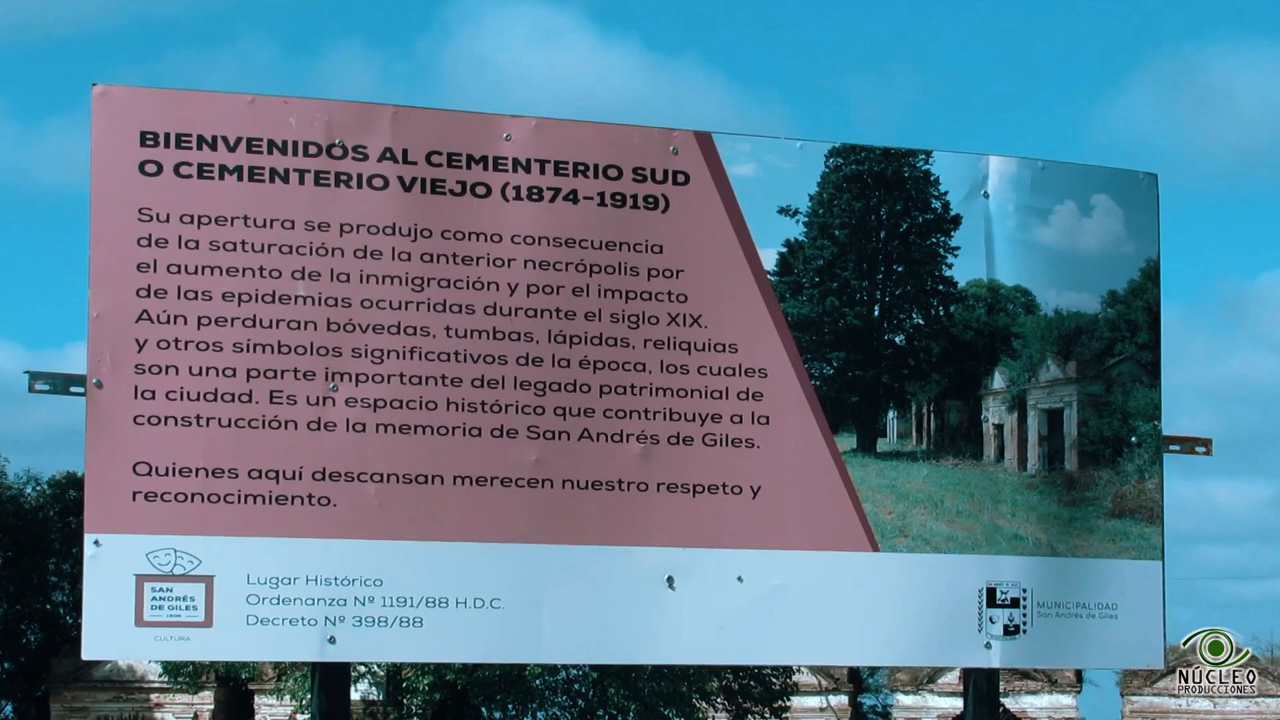 BIENVENIDOS AL CEMENTERIO SUD
O CEMENTERIO VIEJO (1874-1919)
Su apertura se produjo como consecuencia
de la saturación de la anterior necrópolis por
el aumento de la inmigración y por el impacto
de las epidemias ocurridas durante el siglo XIX.
Aún perduran bóvedas, tumbas, lápidas, reliquias
y otros símbolos significativos de la época, los cuales
son una parte importante del legado patrimonial de
la ciudad. Es un espacio histórico que contribuye a la
construcción de la memoria de San Andrés de Giles.
Quienes aquí descansan merecen nuestro respeto y
reconocimiento.
SAN
ANDRÉS
DE GILES
CULTURA
Lugar Histórico
Ordenanza Nº 1191/88 H.D.C.
Decreto Nº 398/88
MUNICIPALIDAD
San Andrés de Giles
NÚCLEO
PRODUCCIONES